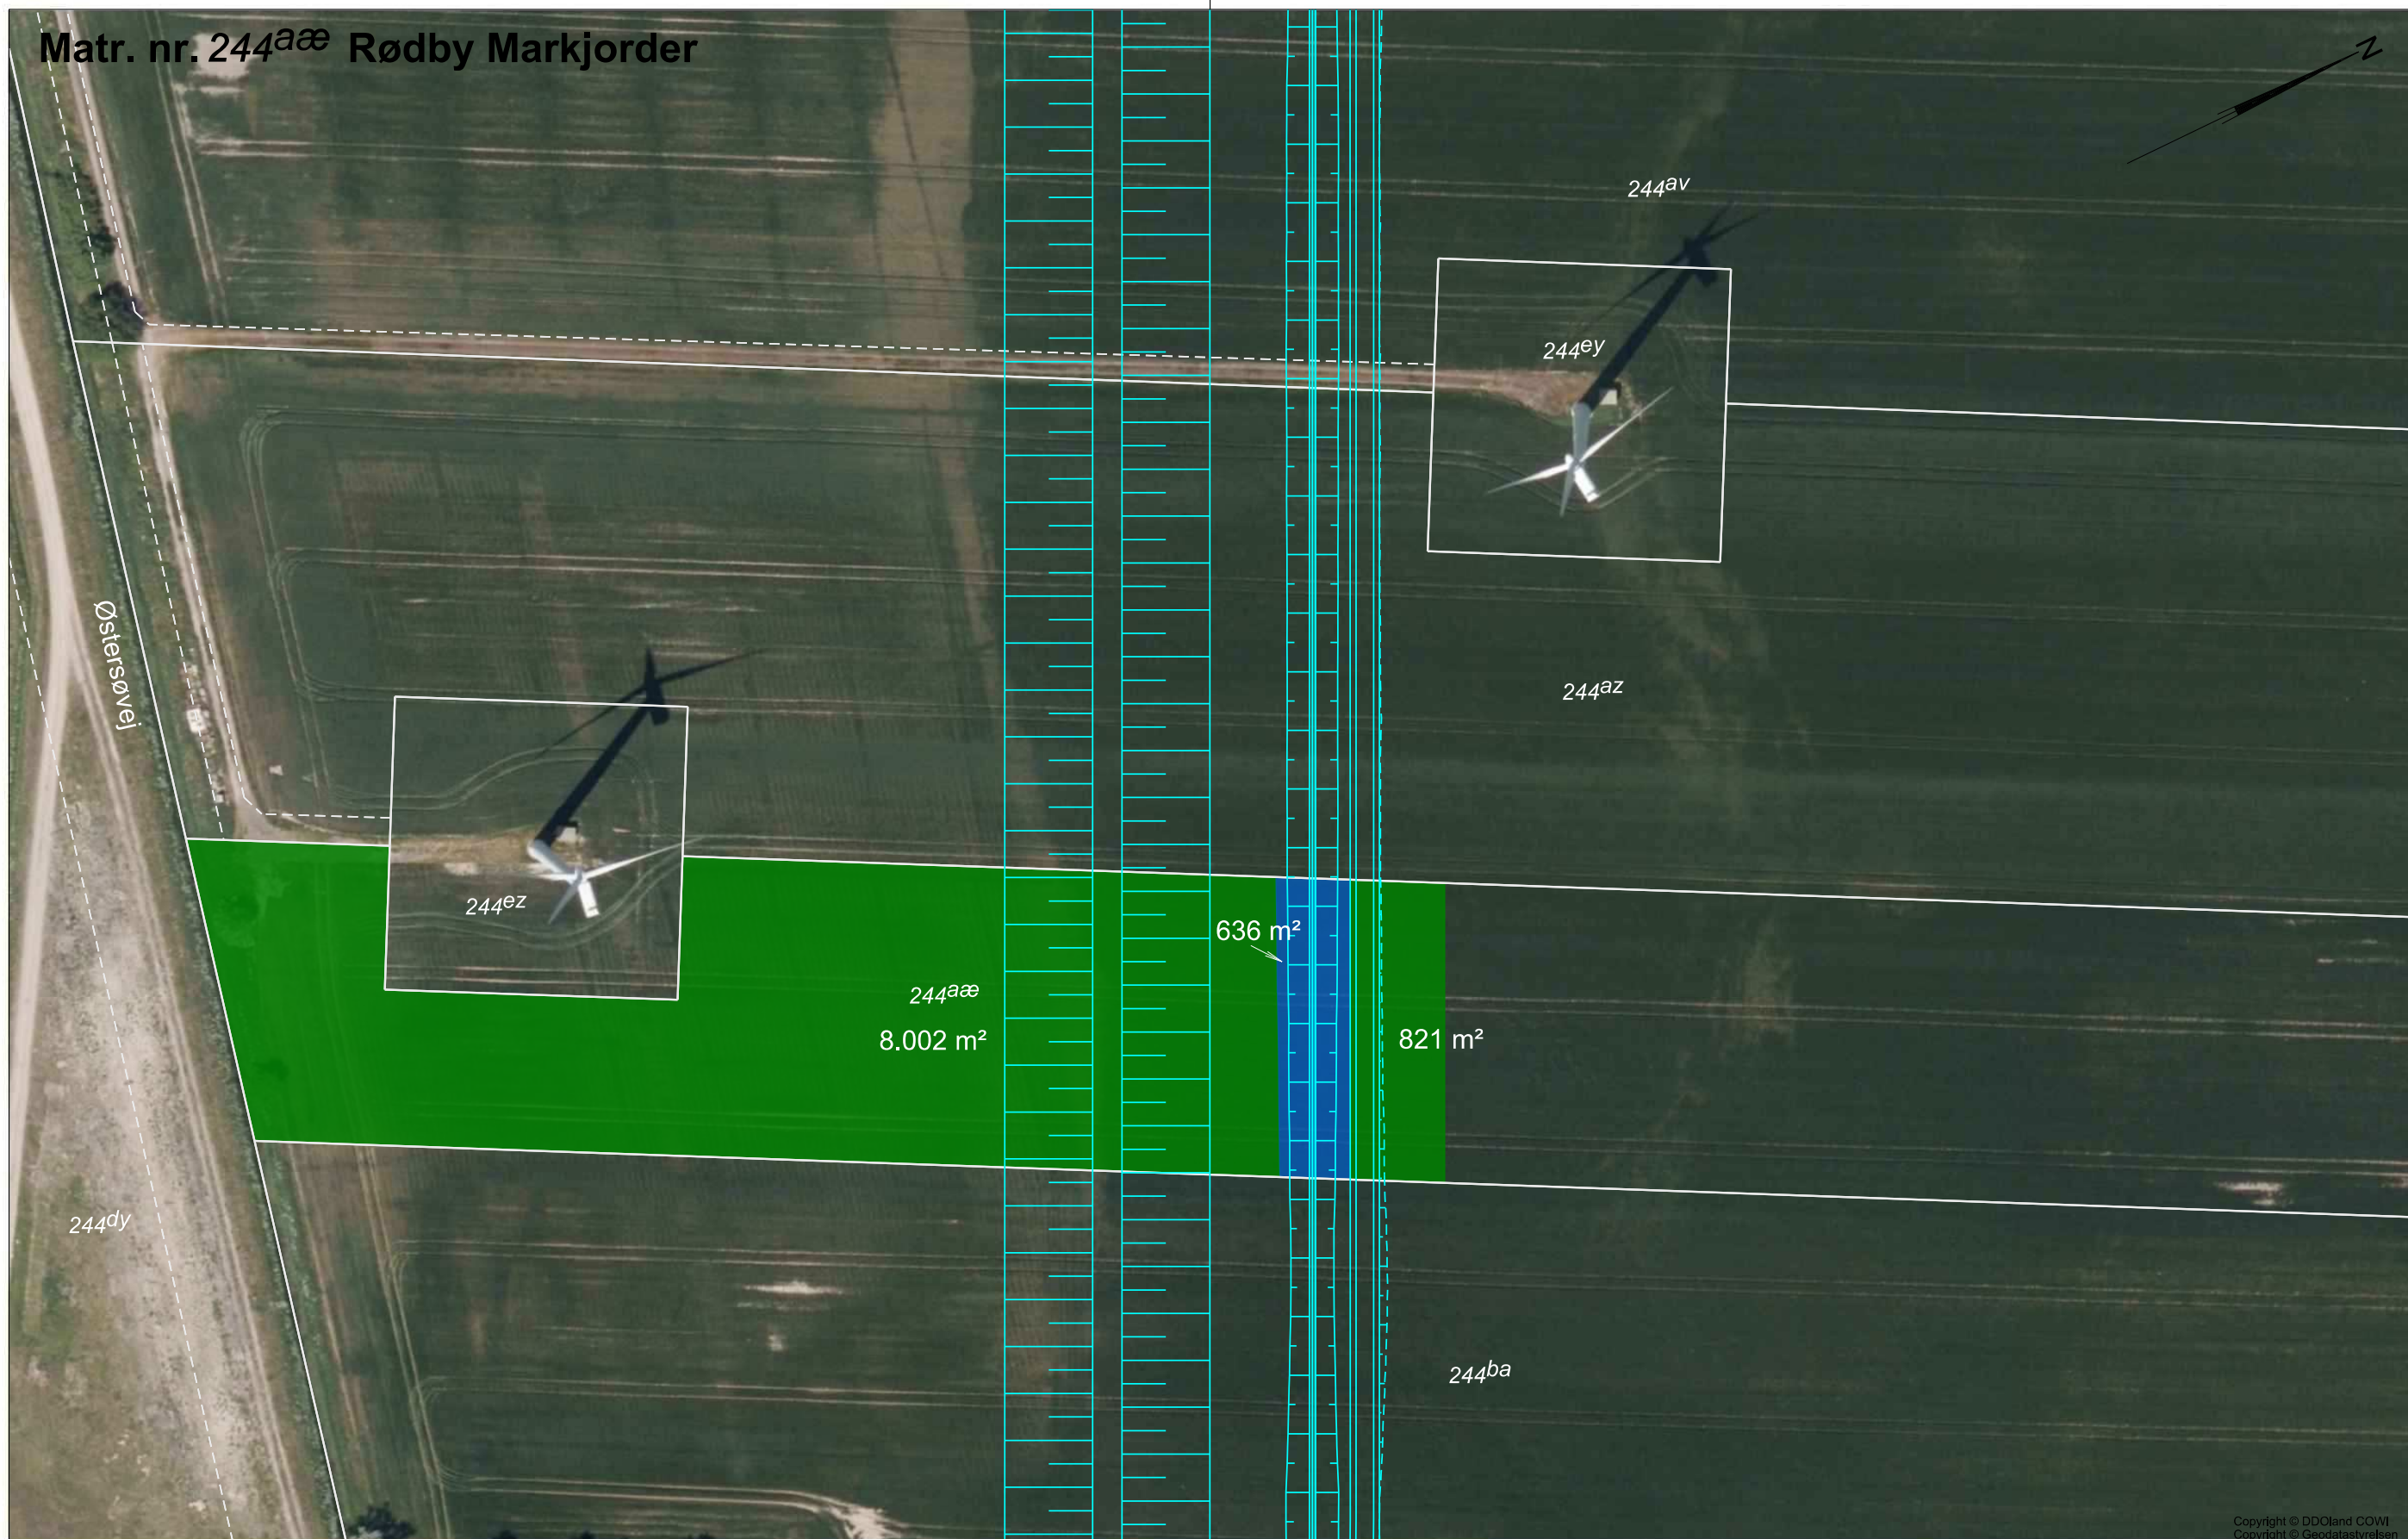 Matr. nr. 244aæ Rødby Markjorder
N
244av
244ey
Østersøvej
244az
244ez
636 m²
244aæ
8.002 m²
821 m²
244dy
244ba
Copyright © DDOland COWI
Copyright © Geodatastyrelsen